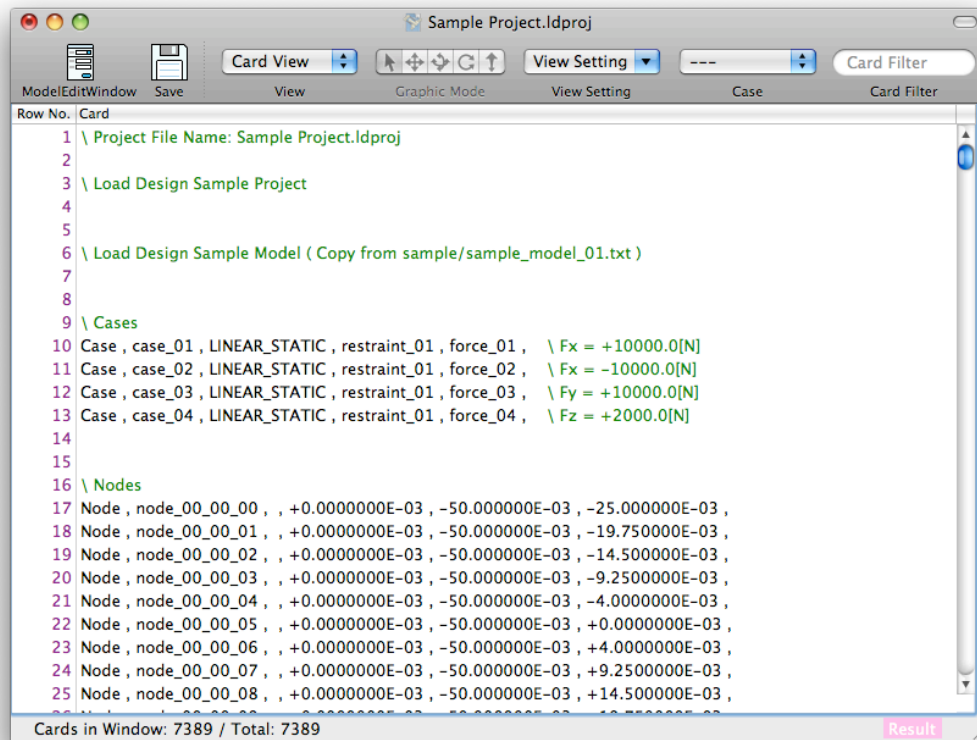 Sample Project.ldproj
Card View
View Setting
---
Card Filter
ModelEditWindow Save View Graphic Mode View Setting Case Card Filter
Row No. Card
1 \ Project File Name: Sample Project.ldproj
2
3 \ Load Design Sample Project
4
5
6 \ Load Design Sample Model ( Copy from sample/sample_model_01.txt )
7
8
9 \ Cases
10 Case , case_01 , LINEAR_STATIC , restraint_01 , force_01 , \ Fx = +10000.0[N]
11 Case , case_02 , LINEAR_STATIC , restraint_01 , force_02 , \ Fx = -10000.0[N]
12 Case , case_03 , LINEAR_STATIC , restraint_01 , force_03 , \ Fy = +10000.0[N]
13 Case , case_04 , LINEAR_STATIC , restraint_01 , force_04 , \ Fz = +2000.0[N]
14
15
16 \ Nodes
17 Node , node_00_00_00 , , +0.0000000E-03 , -50.000000E-03 , -25.000000E-03 ,
18 Node , node_00_00_01 , , +0.0000000E-03 , -50.000000E-03 , -19.750000E-03 ,
19 Node , node_00_00_02 , , +0.0000000E-03 , -50.000000E-03 , -14.500000E-03 ,
20 Node , node_00_00_03 , , +0.0000000E-03 , -50.000000E-03 , -9.2500000E-03 ,
21 Node , node_00_00_04 , , +0.0000000E-03 , -50.000000E-03 , -4.0000000E-03 ,
22 Node , node_00_00_05 , , +0.0000000E-03 , -50.000000E-03 , +0.0000000E-03 ,
23 Node , node_00_00_06 , , +0.0000000E-03 , -50.000000E-03 , +4.0000000E-03 ,
24 Node , node_00_00_07 , , +0.0000000E-03 , -50.000000E-03 , +9.2500000E-03 ,
25 Node , node_00_00_08 , , +0.0000000E-03 , -50.000000E-03 , +14.500000E-03 ,
Cards in Window: 7389 / Total: 7389
Result